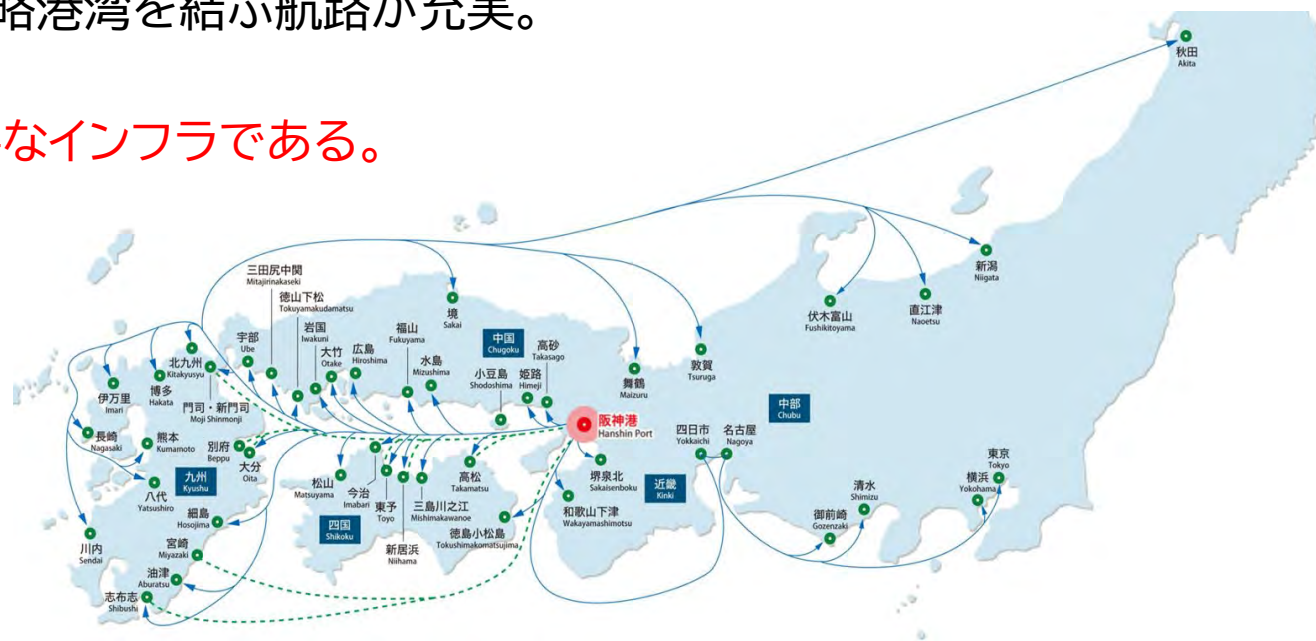 略港湾を結ぶ航路が充実。
なインフラである。
秋田
Akita
新潟
Niigata
直江津
Naoetsu
伏木富山
Fushikitoyama
三田尻中関
Mitajirinakaseki
徳山下松
Tokuyamakudamatsu
境
Sakai
宇部
Ube
岩国
Iwakuni
大竹
Otake
広島
Hiroshima
福山
Fukuyama
水島
Mizushima
中国
Chugoku
高砂
Takasago
小豆島
Shodoshima
姫路
Himeji
舞鶴
Maizuru
敦賀
Tsuruga
中部
Chubu
北九州
Kitakyusyu
伊万里
Imari
博多
Hakata
門司・新門司
Moji Shinmonji
阪神港
Hanshin Port
四日市
Yokkaichi
名古屋
Nagoya
長崎
Nagasaki
熊本
Kumamoto
別府
Beppu
大分
Oita
九州
Kyushu
八代
Yatsushiro
松山
Matsuyama
今治
Imabari
東予
Toyo
高松
Takamatsu
三島川之江
Mishimakawanoe
堺泉北
Sakaisenboku
近畿
Kinki
和歌山下津
Wakayamashimotsu
東京
Tokyo
横浜
Yokohama
清水
Shimizu
御前崎
Gozenzaki
細島
Hosojima
四国
Shikoku
新居浜
Niihama
徳島小松島
Tokushimakomatsujima
川内
Sendai
宮崎
Miyazaki
油津
Aburatsu
志布志
Shibushi